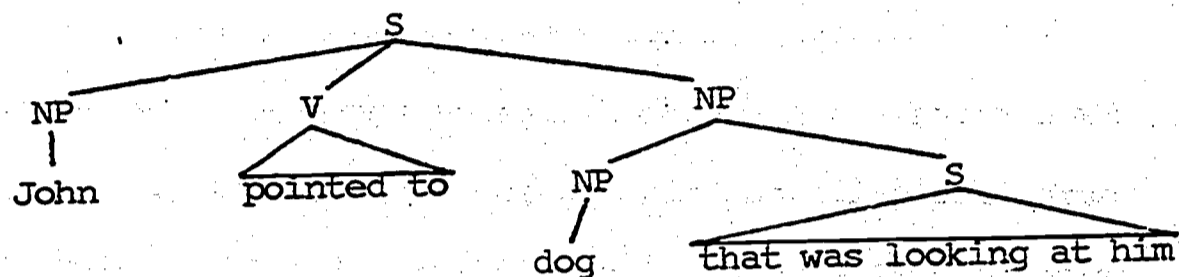 S
NP V NP
John pointed to NP S
dog that was looking at him